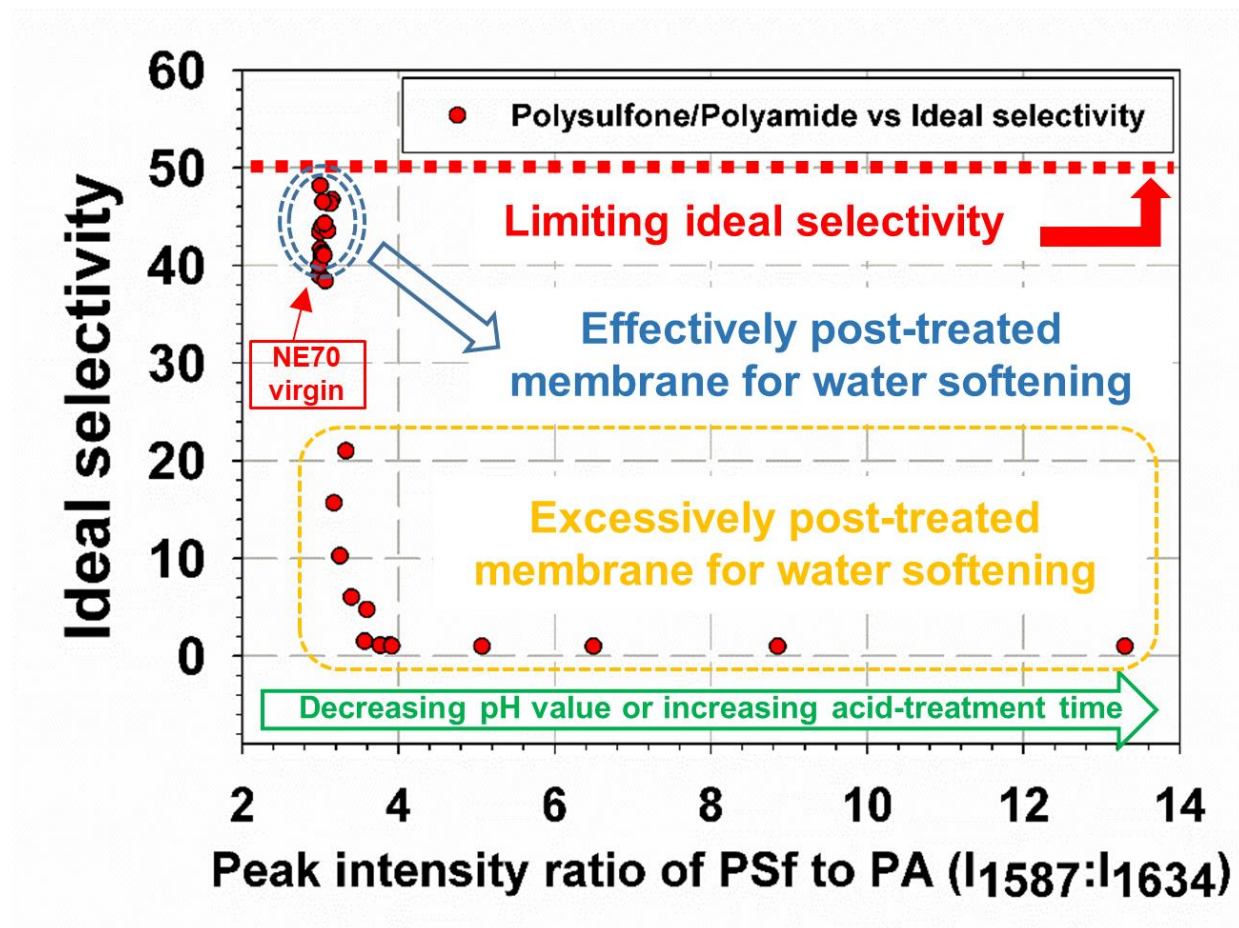 Polysulfone/Polyamide vs Ideal selectivity
60
50
40
30
20
10
0
Ideal selectivity
Limiting ideal selectivity
NE70
virgin
Effectively post-treated
membrane for water softening
Excessively post-treated
membrane for water softening
Decreasing pH value or increasing acid-treatment time
2 4 6 8 10 12 14
Peak intensity ratio of PSf to PA (I1587:I1634)